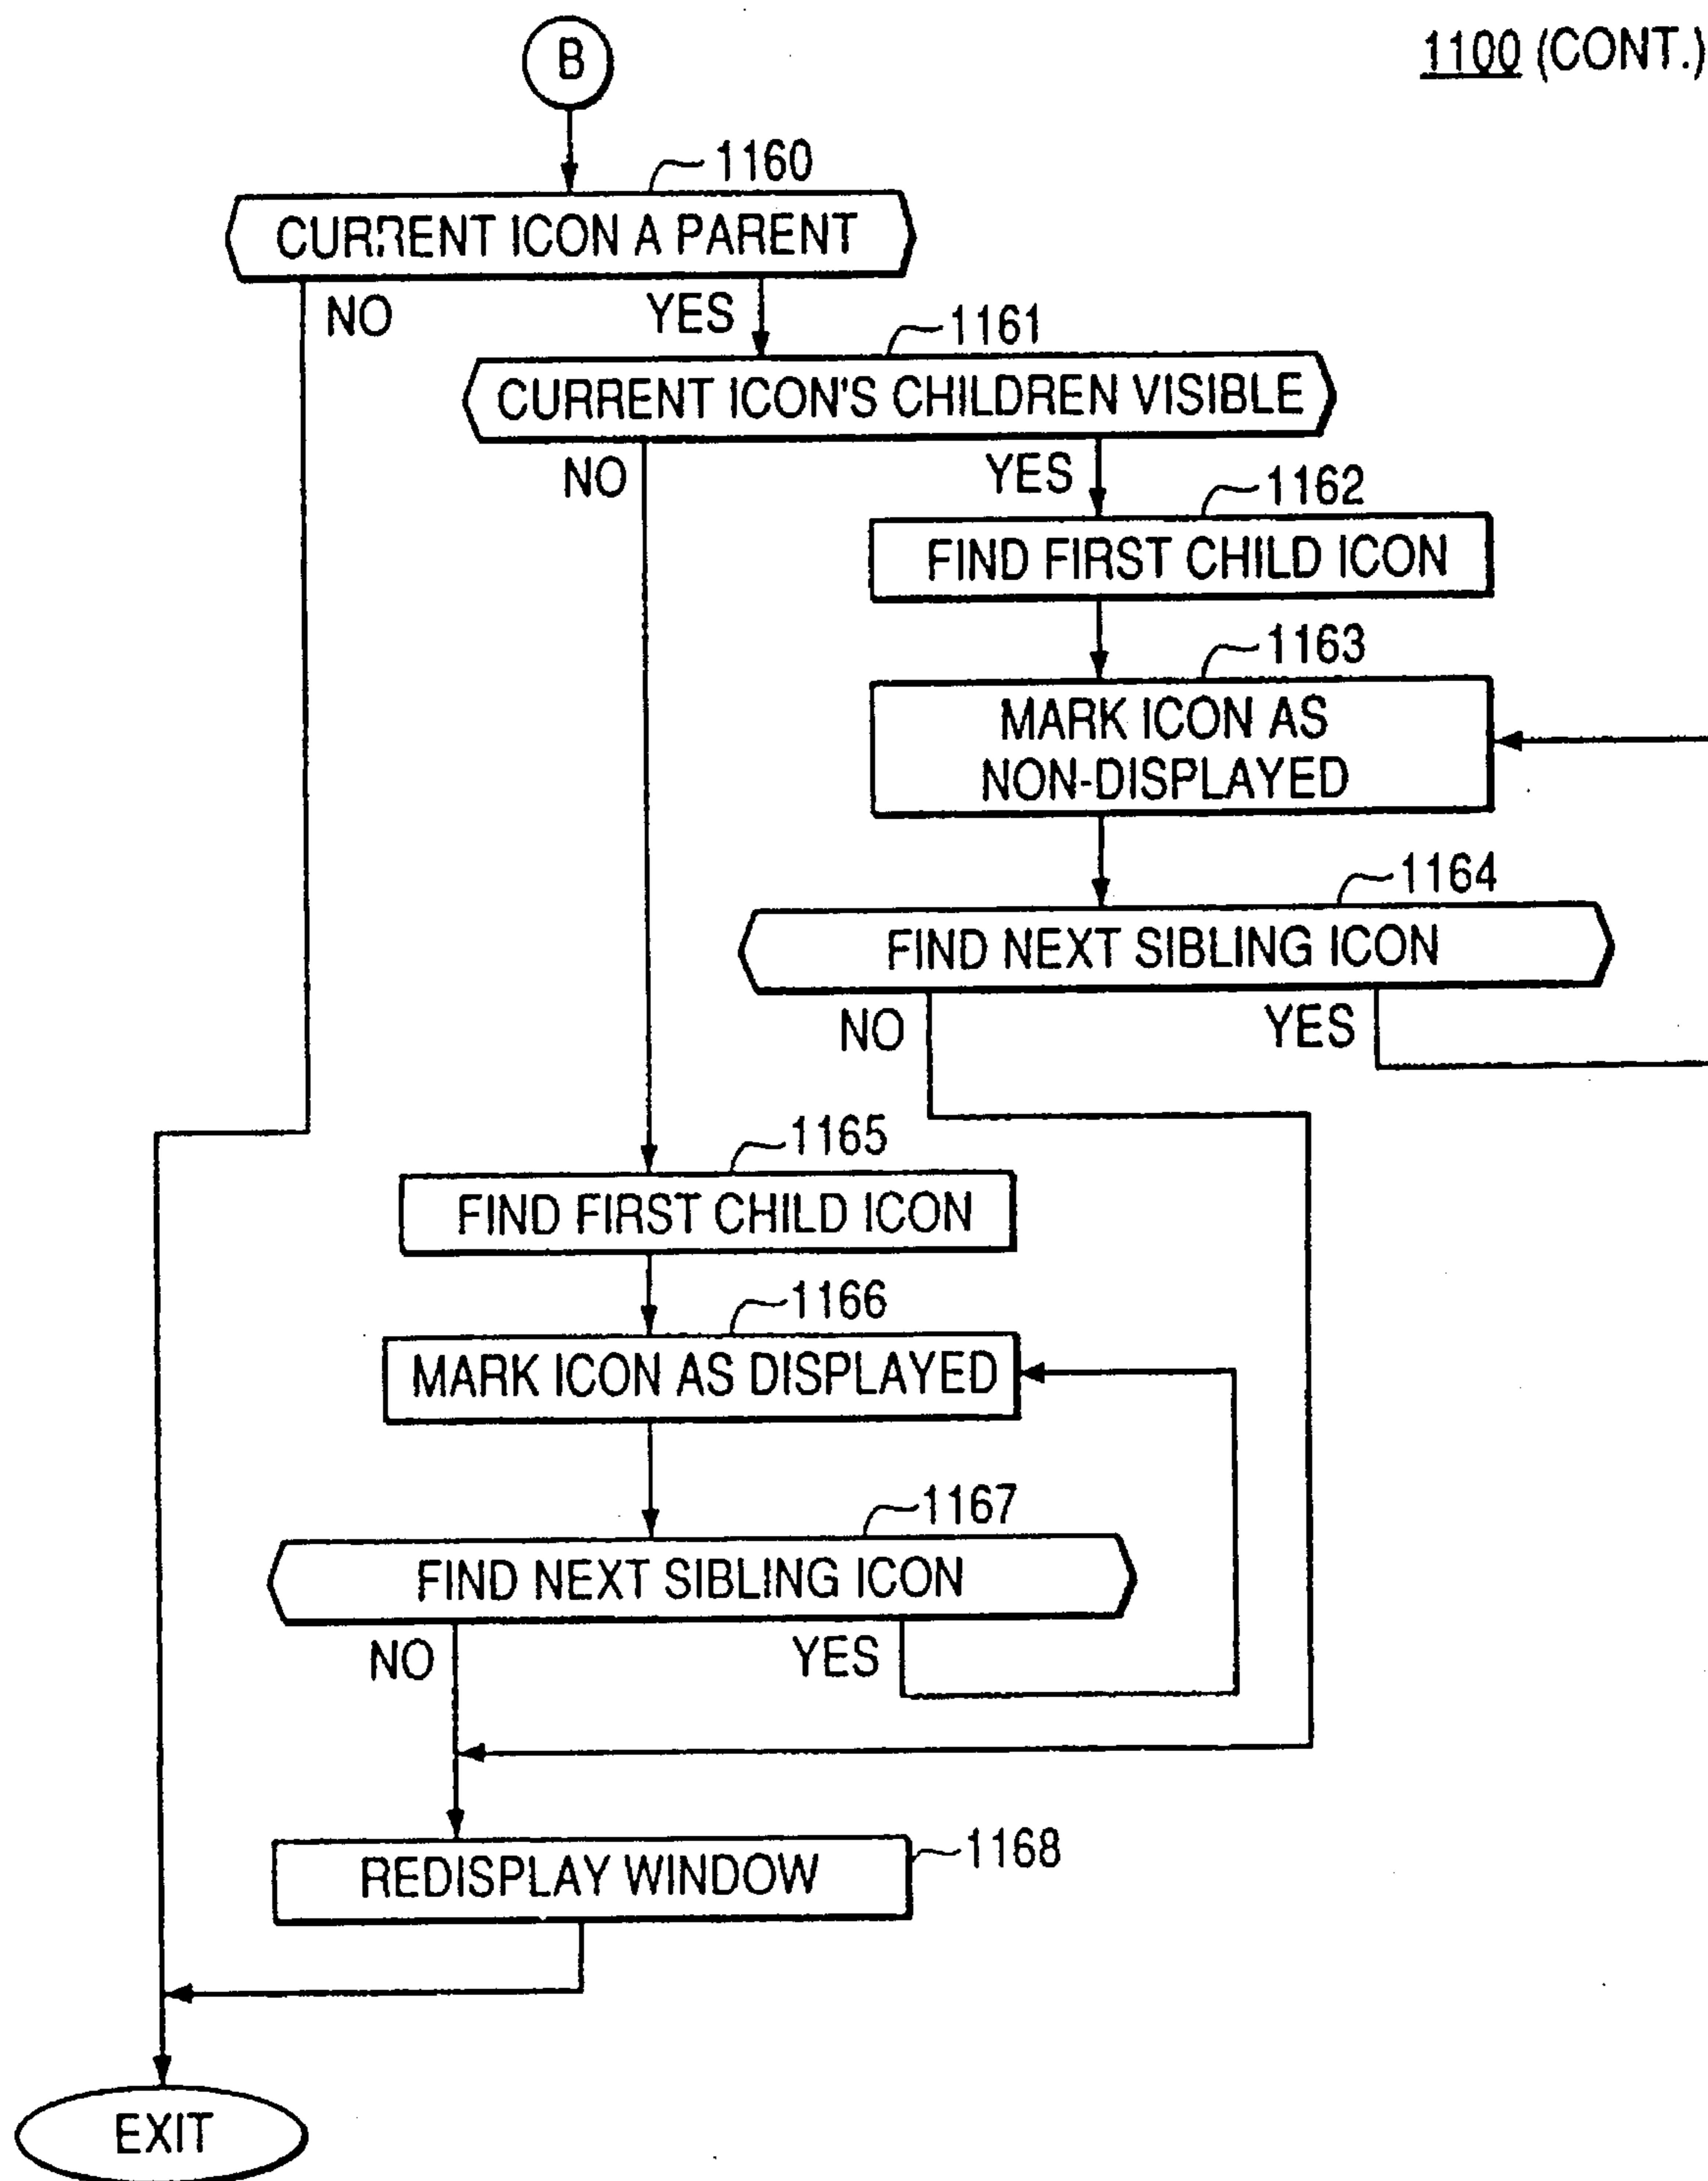 1100 (CONT.)
B
1160
CURRENT ICON A PARENT
NO
YES
1161
CURRENT ICON'S CHILDREN VISIBLE
NO
YES
1162
FIND FIRST CHILD ICON
1163
MARK ICON AS
NON-DISPLAYED
1164
FIND NEXT SIBLING ICON
NO
YES
1165
FIND FIRST CHILD ICON
1166
MARK ICON AS DISPLAYED
1167
FIND NEXT SIBLING ICON
NO
YES
1168
REDISPLAY WINDOW
EXIT